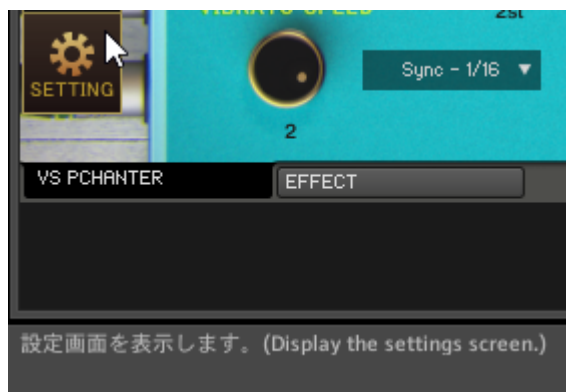 VIBRATO SPEED
2st
SETTING
Sync - 1/16
2
VS PCHANTER
EFFECT
設定画面を表示します。(Display the settings screen.)